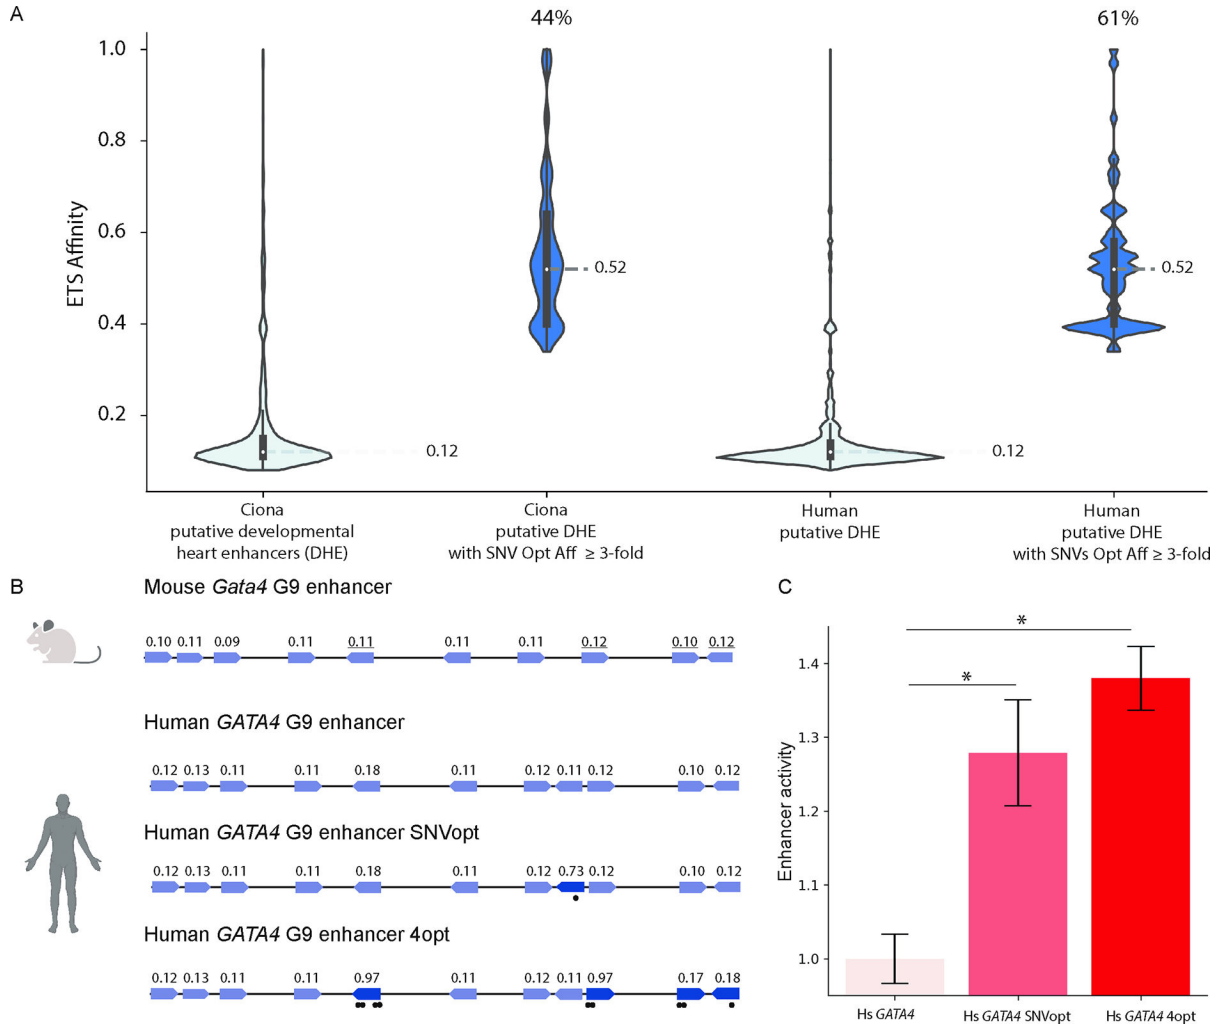 A
44%
61%
1.0
0.8
0.6
0.4
0.2
ETS Affinity
0.12
0.52
0.12
0.52
Ciona
putative developmental
heart enhancers (DHE)
Ciona
putative DHE
with SNV Opt Aff ≥ 3-fold
Human
putative DHE
Human
putative DHE
with SNVs Opt Aff ≥ 3-fold
B
Mouse Gata4 G9 enhancer
0.10 0.11 0.09 0.11 0.11 0.11 0.11 0.12 0.10 0.12
Human GATA4 G9 enhancer
0.12 0.13 0.11 0.11 0.18 0.11 0.12 0.11 0.12 0.10 0.12
Human GATA4 G9 enhancer SNVopt
0.12 0.13 0.11 0.11 0.18 0.11 0.12 0.73 0.12 0.10 0.12
Human GATA4 G9 enhancer 4opt
0.12 0.13 0.11 0.11 0.97 0.11 0.12 0.11 0.97 0.17 0.18
C
*
*
1.4
1.3
1.2
1.1
1.0
Enhancer activity
Hs GATA4
Hs GATA4 SNVopt
Hs GATA4 4opt